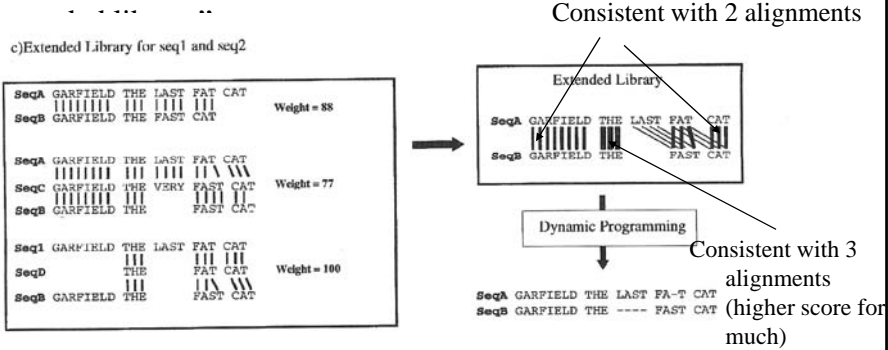 Consistent with 2 alignments
c)Extended Library for seq1 and seq2
SeqA GARFIELD THE LAST FAT CAT
SeqB GARFIELD THE FAST CAT
Weight = 88
SeqA GARFIELD THE LAST FAT CAT
SeqC GARFIELD THE VERY FAST CAT
SeqB GARFIELD THE FAST CAT
Weight = 77
Seq1 GARFIELD THE LAST FAT CAT
SeqD THE FAT CAT
SeqB GARFIELD THE FAST CAT
Weight = 100
Extended Library
SeqA GARFIELD THE LAST FAT CAT
SeqB GARFIELD THE FAST CAT
Dynamic Programming
SeqA GARFIELD THE LAST FA-T CAT
SeqB GARFIELD THE ---- FAST CAT
Consistent with 3
alignments
(higher score for
much)